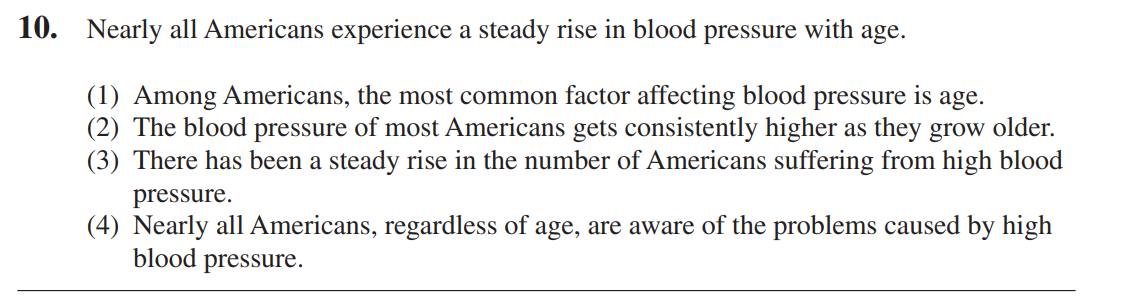 10. Nearly all Americans experience a steady rise in blood pressure with age.
(1) Among Americans, the most common factor affecting blood pressure is age.
(2) The blood pressure of most Americans gets consistently higher as they grow older.
(3) There has been a steady rise in the number of Americans suffering from high blood
pressure.
(4) Nearly all Americans, regardless of age, are aware of the problems caused by high
blood pressure.